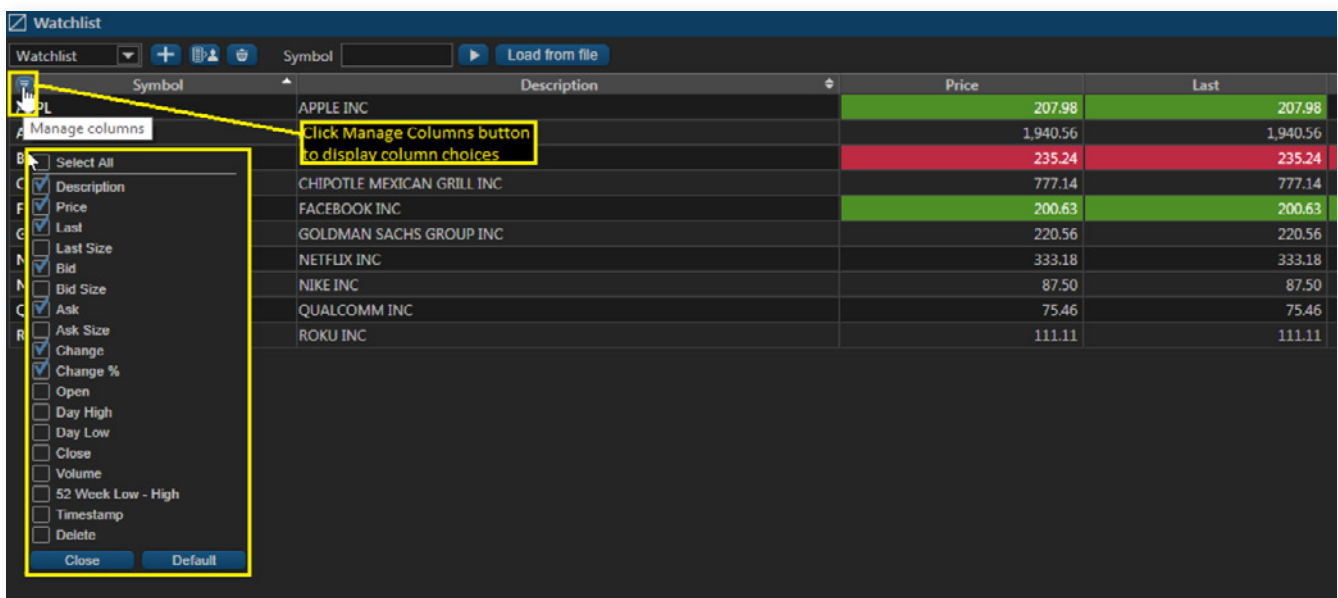 Watchlist
Watchlist Symbol Load from file
Symbol Description Price Last
PL APPLE INC 207.98 207.98
Manage columns
A 1,940.56 1,940.56
Click Manage Columns button
to display column choices
B 235.24 235.24
Select All
C CHIPOTLE MEXICAN GRILL INC 777.14 777.14
Description
F FACEBOOK INC 200.63 200.63
Price
Last
G GOLDMAN SACHS GROUP INC 220.56 220.56
Last Size
N NETFLIX INC 333.18 333.18
Bid
N NIKE INC 87.50 87.50
Bid Size
Q QUALCOMM INC 75.46 75.46
Ask
R ROKU INC 111.11 111.11
Ask Size
Change
Change %
Open
Day High
Day Low
Close
Volume
52 Week Low - High
Timestamp
Delete
Close Default